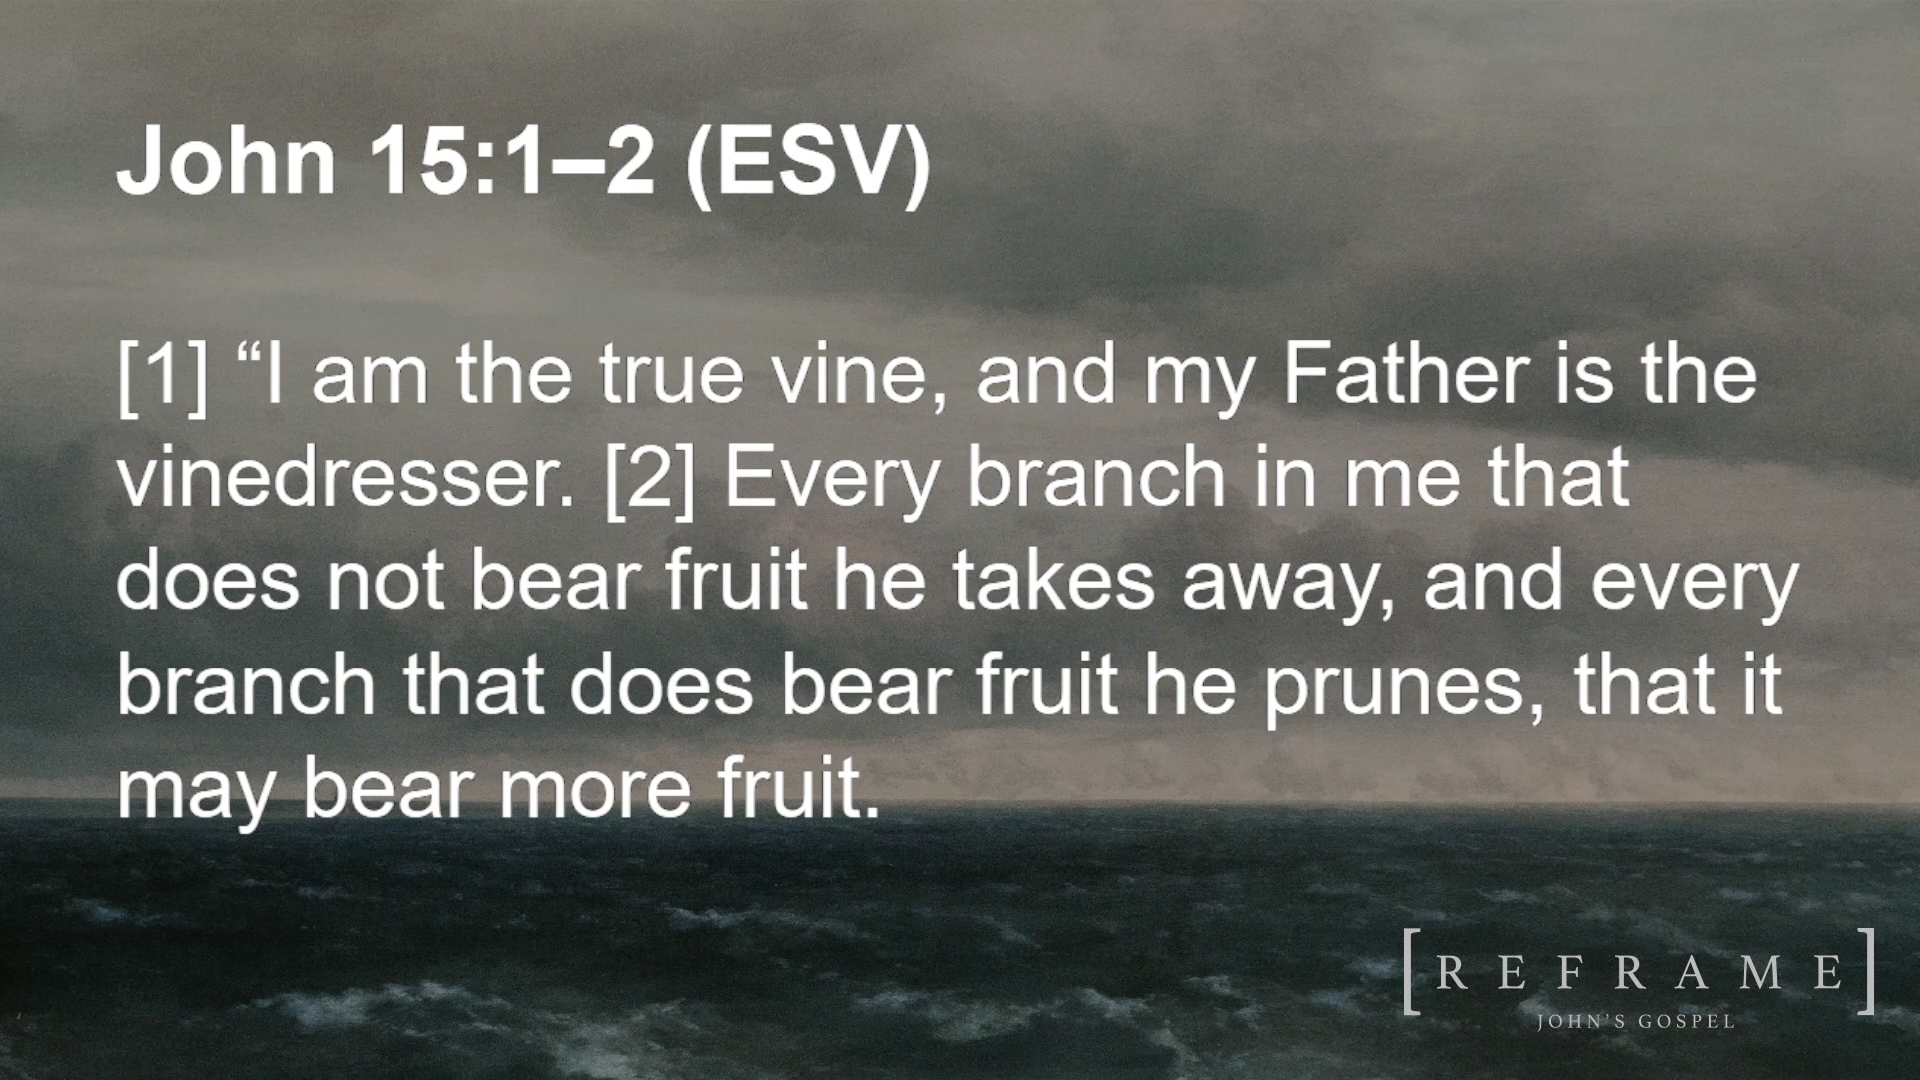 John 15:1–2 (ESV)
[1] “I am the true vine, and my Father is the
vinedresser. [2] Every branch in me that
does not bear fruit he takes away, and every
branch that does bear fruit he prunes, that it
may bear more fruit.
[REFRAME]
JOHN’S GOSPEL